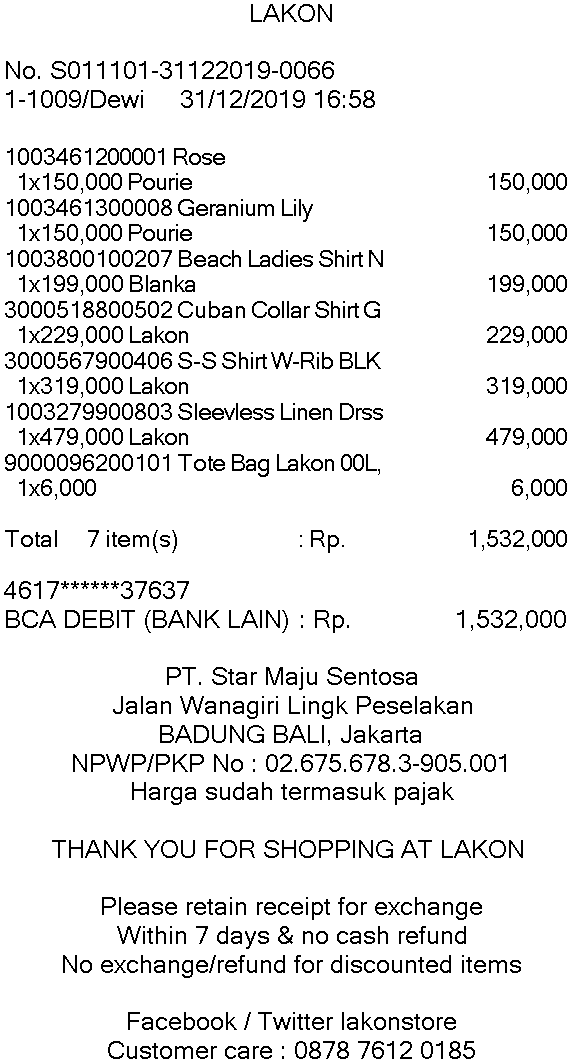 LAKON
No. S011101-31122019-0066
1-1009/Dewi 31/12/2019 16:58
1003461200001 Rose
1x150,000 Pourie 150,000
1003461300008 Geranium Lily
1x150,000 Pourie 150,000
1003800100207 Beach Ladies Shirt N
1x199,000 Blanka 199,000
3000518800502 Cuban Collar Shirt G
1x229,000 Lakon 229,000
3000567900406 S-S Shirt W-Rib BLK
1x319,000 Lakon 319,000
1003279900803 Sleevless Linen Drss
1x479,000 Lakon 479,000
9000096200101 Tote Bag Lakon 00L,
1x6,000 6,000
Total 7 item(s) : Rp. 1,532,000
4617******37637
BCA DEBIT (BANK LAIN) : Rp. 1,532,000
PT. Star Maju Sentosa
Jalan Wanagiri Lingk Peselakan
BADUNG BALI, Jakarta
NPWP/PKP No : 02.675.678.3-905.001
Harga sudah termasuk pajak
THANK YOU FOR SHOPPING AT LAKON
Please retain receipt for exchange
Within 7 days & no cash refund
No exchange/refund for discounted items
Facebook / Twitter lakonstore
Customer care : 0878 7612 0185